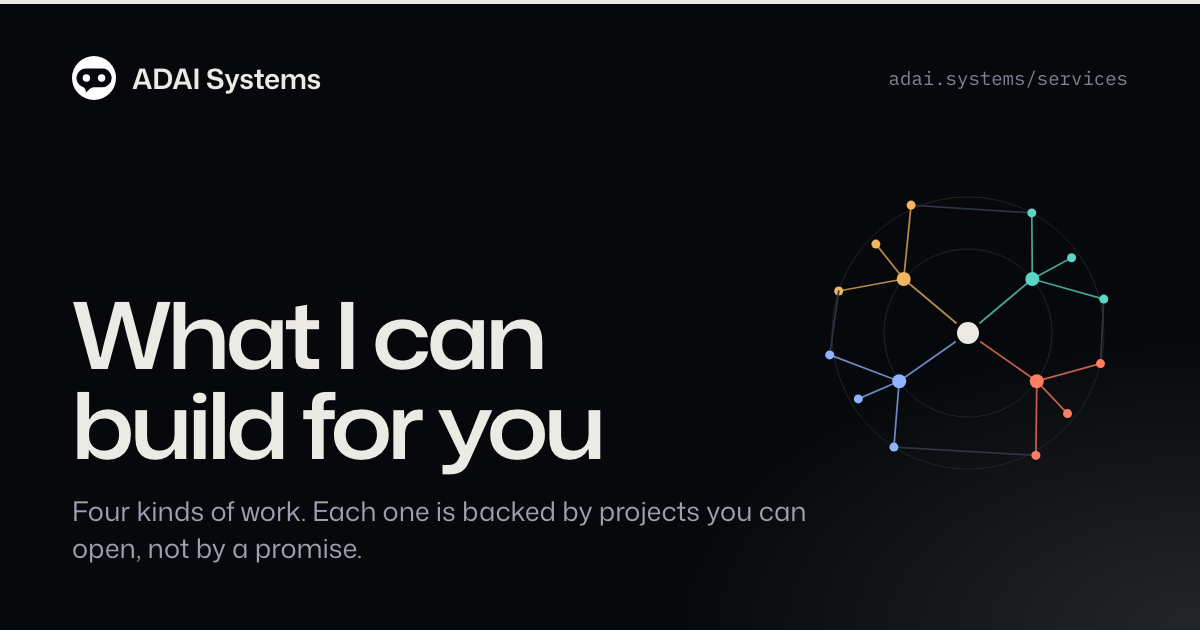 ADAI Systems
adai.systems/services
What I can
build for you
Four kinds of work. Each one is backed by projects you can
open, not by a promise.